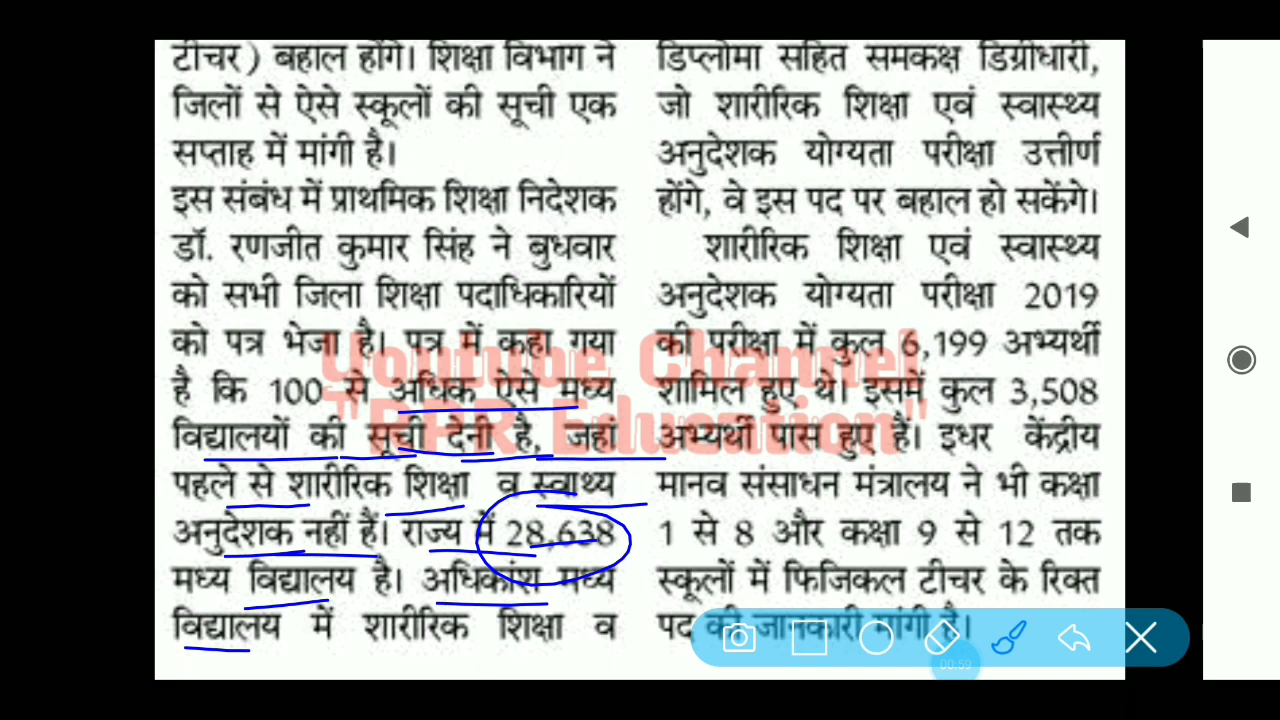 टीचर) बहाल होंगे। शिक्षा विभाग ने
जिलों से ऐसे स्कूलों की सूची एक
सप्ताह में मांगी है।
इस संबंध में प्राथमिक शिक्षा निदेशक
डॉ. रणजीत कुमार सिंह ने बुधवार
को सभी जिला शिक्षा पदाधिकारियों
को पत्र भेजा है। पत्र में कहा गया
है कि 100 से अधिक ऐसे मध्य
विद्यालयों की सूची देनी है, जहां
पहले से शारीरिक शिक्षा व स्वाथ्य
अनुदेशक नहीं हैं। राज्य में 28,638
मध्य विद्यालय है। अधिकांश मध्य
विद्यालय में शारीरिक शिक्षा व
डिप्लोमा सहित समकक्ष डिग्रीधारी,
जो शारीरिक शिक्षा एवं स्वास्थ्य
अनुदेशक योग्यता परीक्षा उत्तीर्ण
होंगे, वे इस पद पर बहाल हो सकेंगे।
शारीरिक शिक्षा एवं स्वास्थ्य
अनुदेशक योग्यता परीक्षा 2019
की परीक्षा में कुल 6,199 अभ्यर्थी
शामिल हुए थे। इसमें कुल 3,508
अभ्यर्थी पास हुए हैं। इधर केंद्रीय
मानव संसाधन मंत्रालय ने भी कक्षा
1 से 8 और कक्षा 9 से 12 तक
स्कूलों में फिजिकल टीचर के रिक्त
पद की जानकारी मांगी है।
Youtube Channel
"RPR Education"
00:59